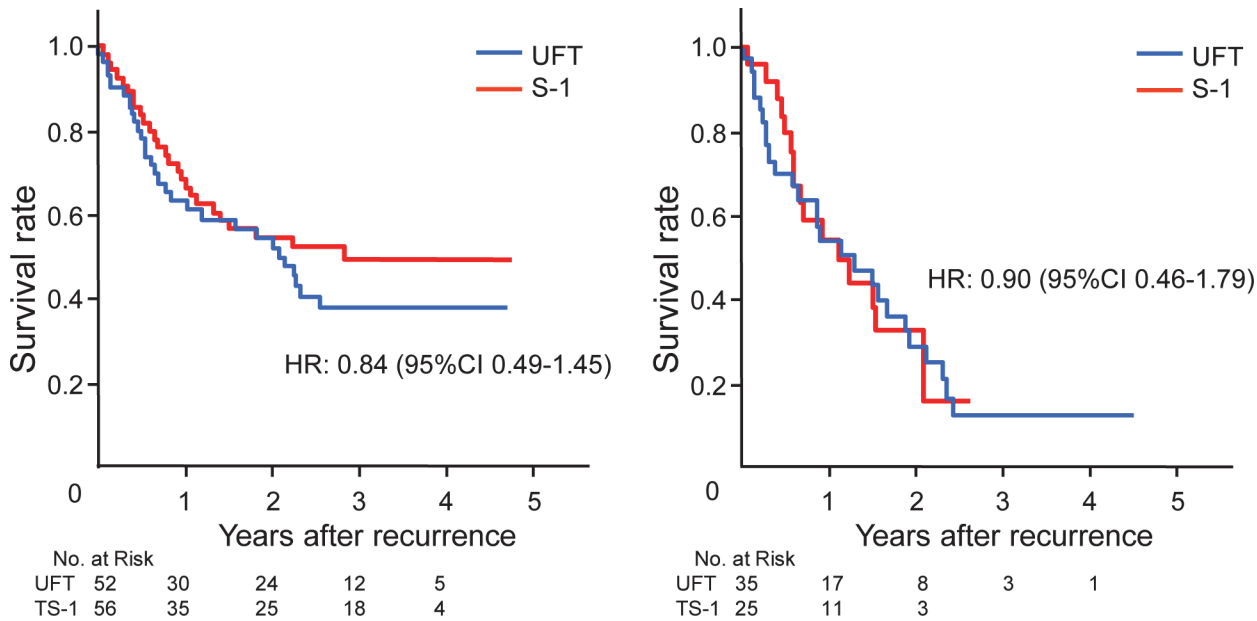 1.0
0.8
0.6
0.4
0.2
0
Survival rate
UFT
S-1
HR: 0.84 (95%CI 0.49-1.45)
1 2 3 4 5
Years after recurrence
No. at Risk
UFT 52 30 24 12 5
TS-1 56 35 25 18 4
1.0
0.8
0.6
0.4
0.2
0
Survival rate
UFT
S-1
HR: 0.90 (95%CI 0.46-1.79)
1 2 3 4 5
Years after recurrence
No. at Risk
UFT 35 17 8 3 1
TS-1 25 11 3